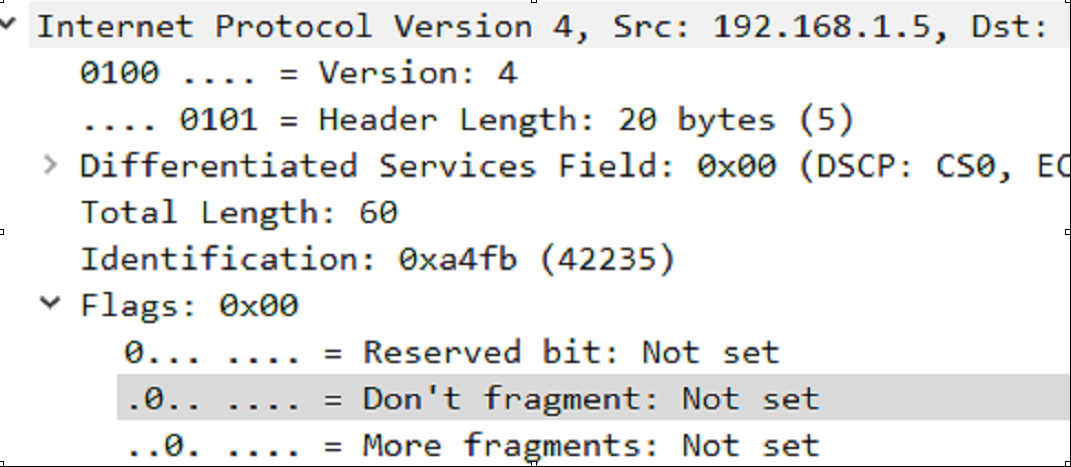 Internet Protocol Version 4, Src: 192.168.1.5, Dst:
0100 .... = Version: 4
.... 0101 = Header Length: 20 bytes (5)
Differentiated Services Field: 0x00 (DSCP: CS0, EC
Total Length: 60
Identification: 0xa4fb (42235)
Flags: 0x00
0... .... = Reserved bit: Not set
.0.. .... = Don't fragment: Not set
..0. .... = More fragments: Not set